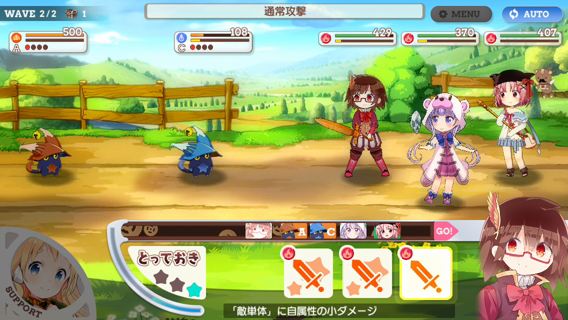 WAVE 2/2 1
通常攻撃
MENU
AUTO
500
A
108
C
429
370
407
A C GO!
とっておき
SUPPORT
「敵単体」に自属性の小ダメージ